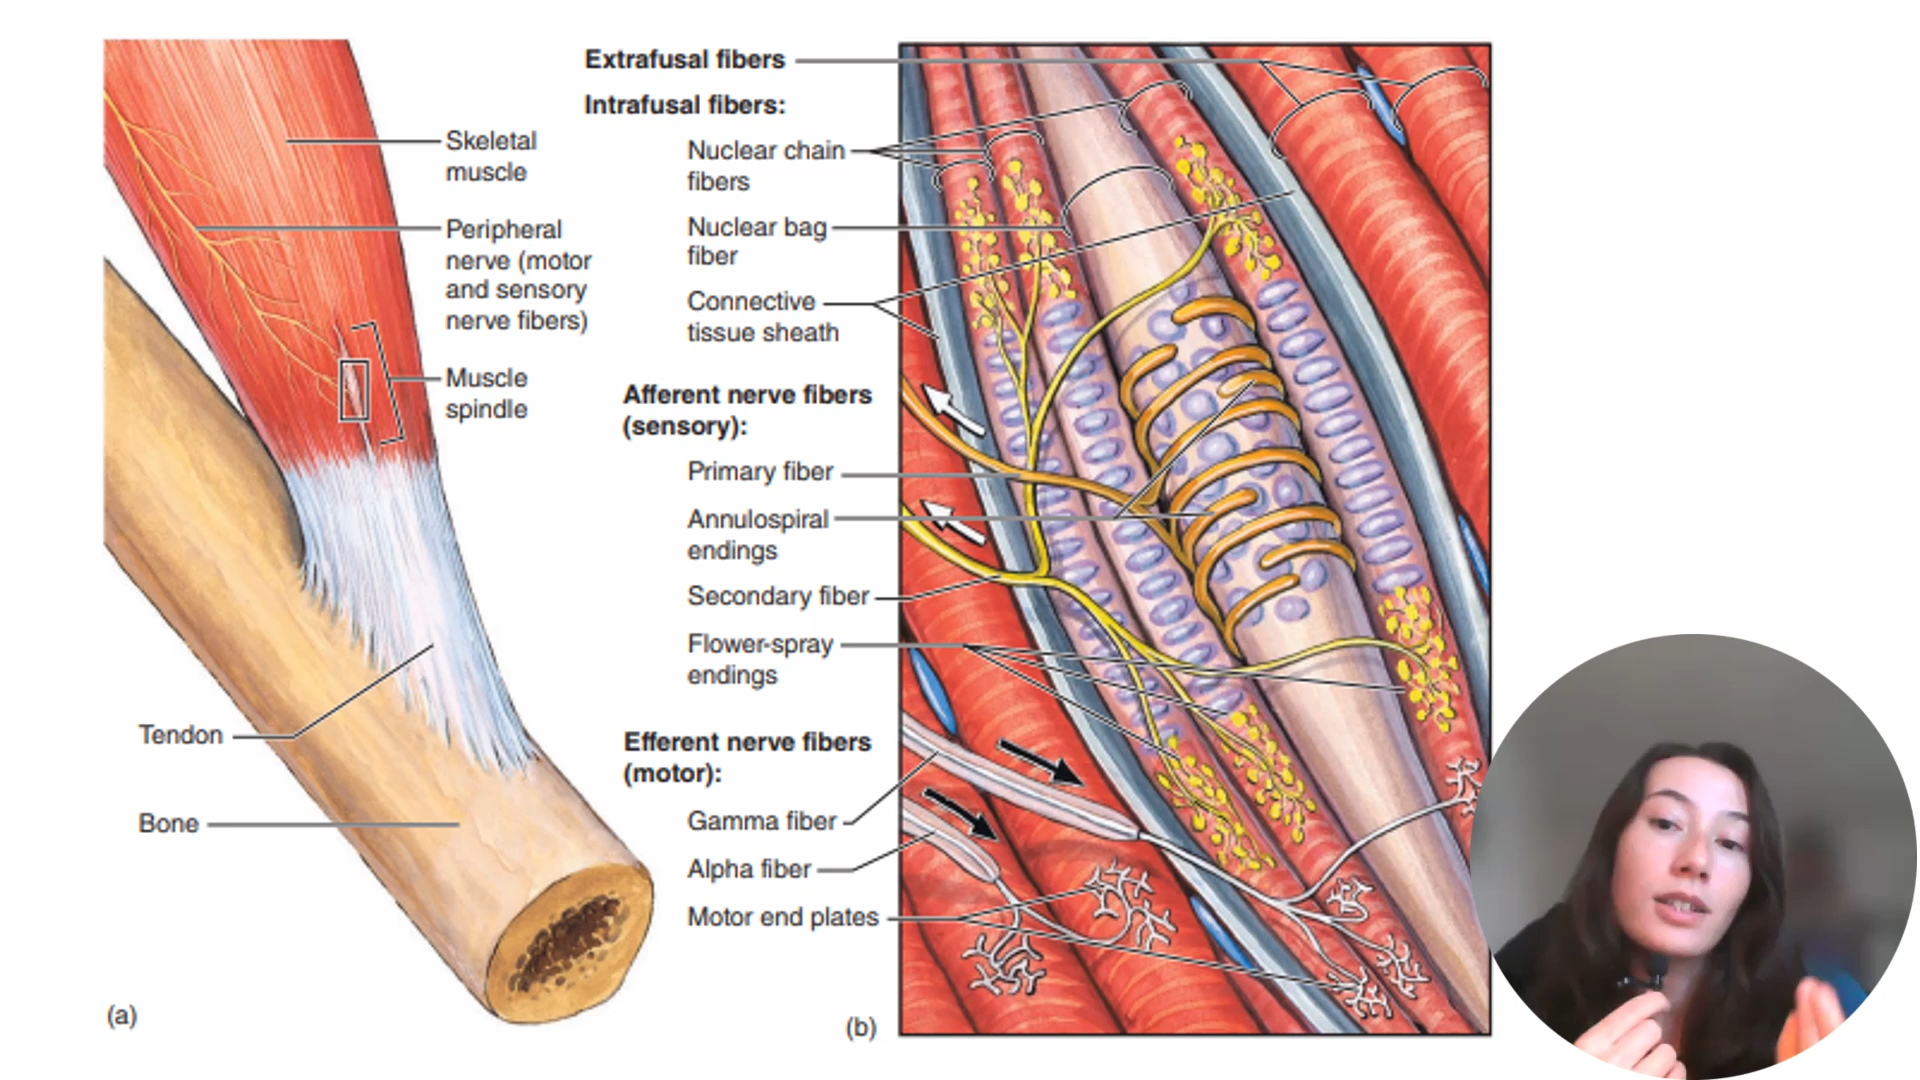 Skeletal
muscle
Peripheral
nerve (motor
and sensory
nerve fibers)
Muscle
spindle
Tendon
Bone
(a)
Extrafusal fibers
Intrafusal fibers:
Nuclear chain
fibers
Nuclear bag
fiber
Connective
tissue sheath
Afferent nerve fibers
(sensory):
Primary fiber
Annulospiral
endings
Secondary fiber
Flower-spray
endings
Efferent nerve fibers
(motor):
Gamma fiber
Alpha fiber
Motor end plates
(b)